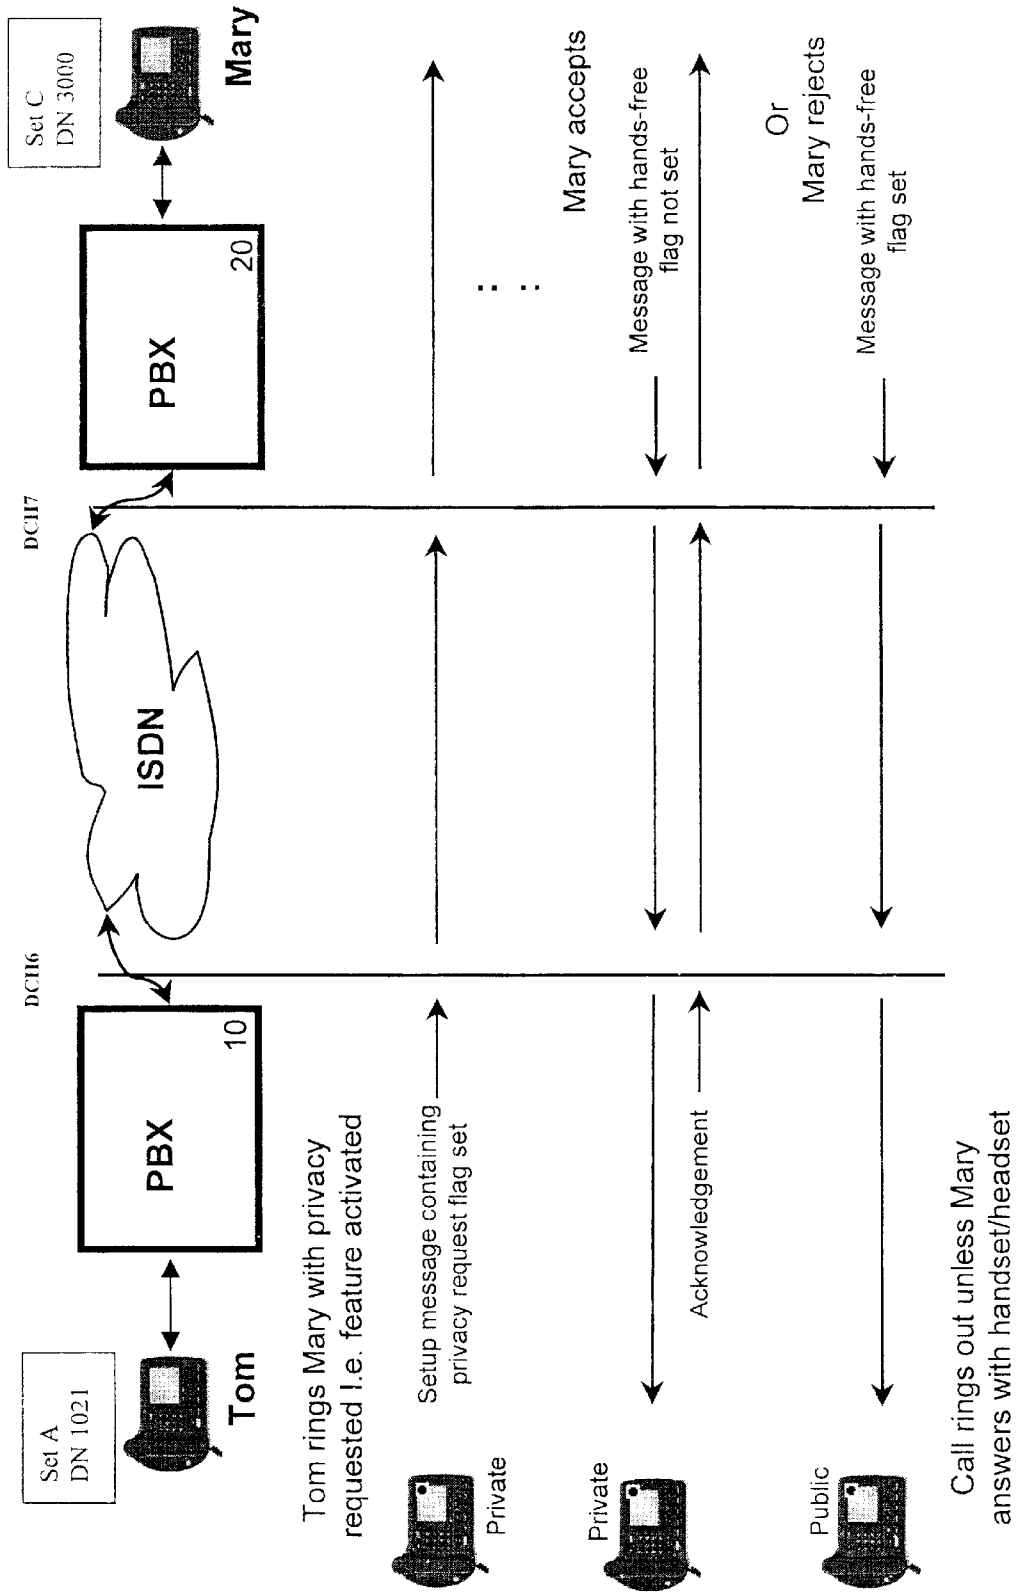 Set A
DN 1021
Tom
PBX
10
DCH6
ISDN
DCH7
PBX
20
Set C
DN 3000
Mary
Tom rings Mary with privacy
requested I.e. feature activated
Private
Setup message containing
privacy request flag set
Mary accepts
Private
Message with hands-free
flag not set
Acknowledgement
Or
Mary rejects
Public
Message with hands-free
flag set
Call rings out unless Mary
answers with handset/headset